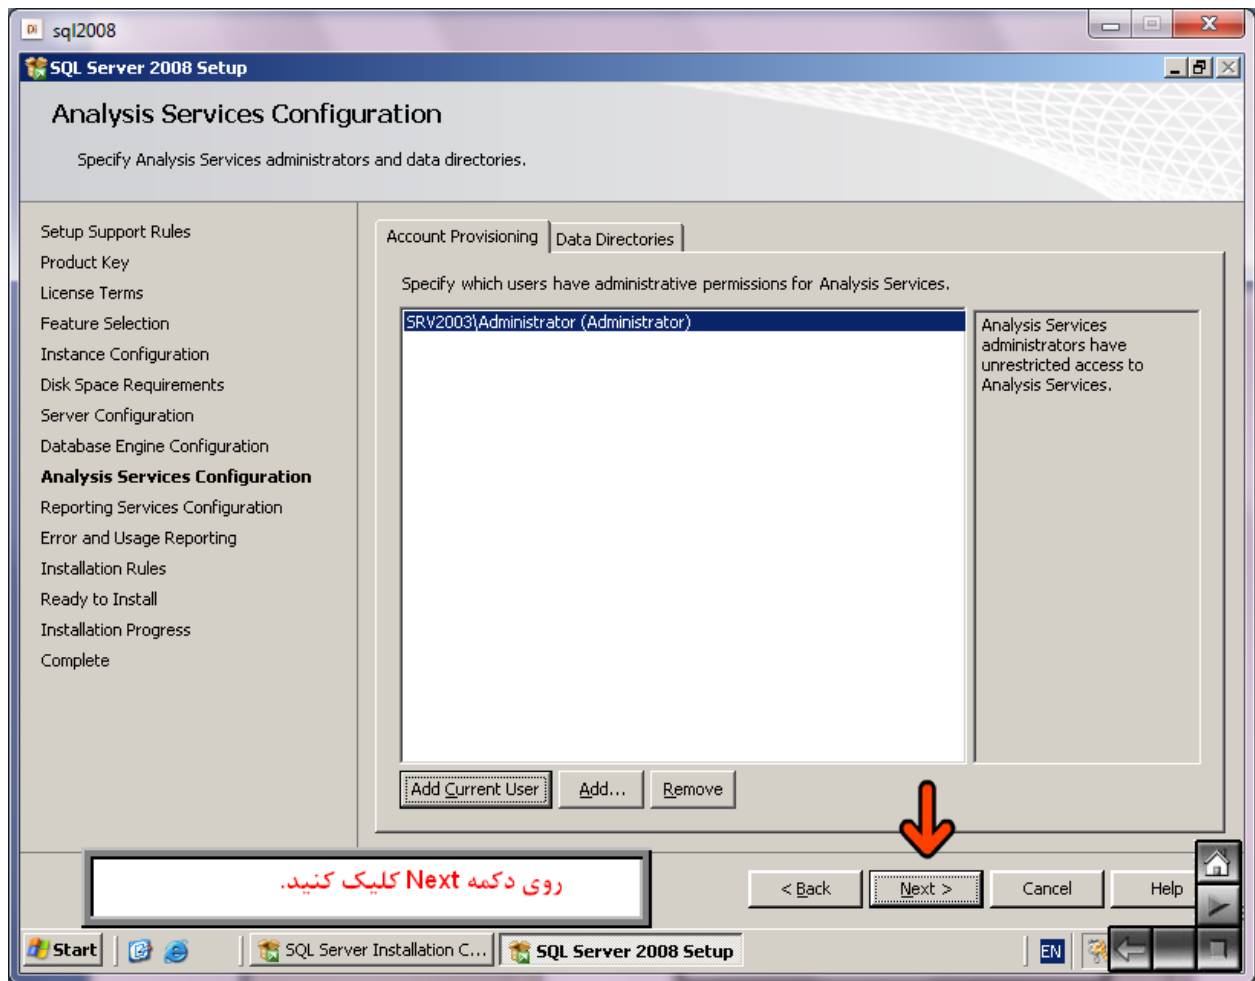 sql2008
SQL Server 2008 Setup
Analysis Services Configuration
Specify Analysis Services administrators and data directories.
Setup Support Rules
Product Key
License Terms
Feature Selection
Instance Configuration
Disk Space Requirements
Server Configuration
Database Engine Configuration
Analysis Services Configuration
Reporting Services Configuration
Error and Usage Reporting
Installation Rules
Ready to Install
Installation Progress
Complete
Account Provisioning
Data Directories
Specify which users have administrative permissions for Analysis Services.
SRV2003\Administrator (Administrator)
Analysis Services
administrators have
unrestricted access to
Analysis Services.
Add Current User
Add...
Remove
روی دکمه Next کلیک کنید.
< Back
Next >
Cancel
Help
Start
SQL Server Installation C...
SQL Server 2008 Setup
EN